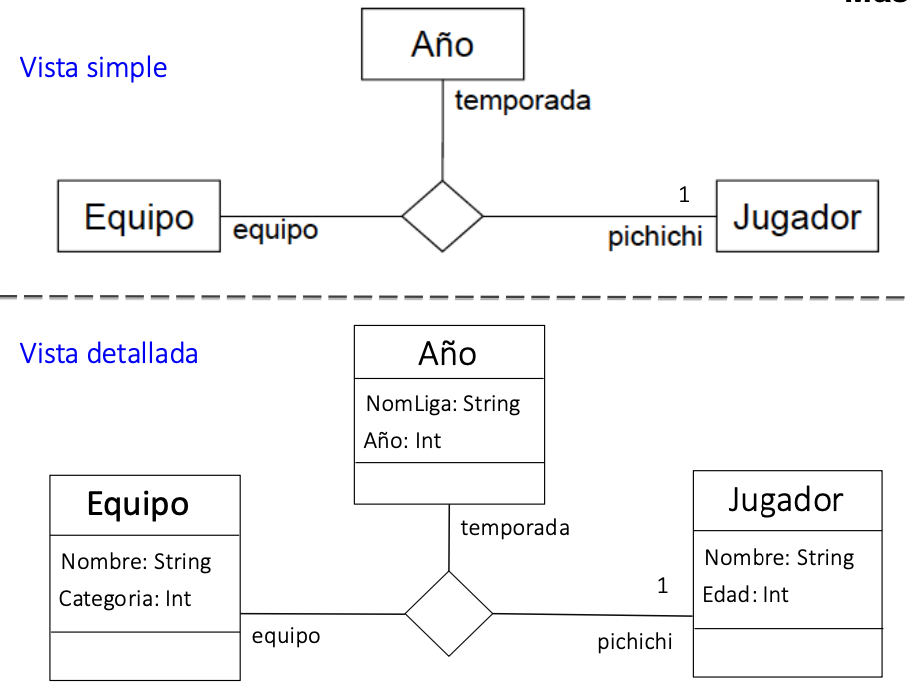 Vista simple
Año
temporada
Equipo
equipo
1
pichichi
Jugador
Vista detallada
Año
NomLiga: String
Año: Int
temporada
Equipo
Nombre: String
Categoria: Int
equipo
1
pichichi
Jugador
Nombre: String
Edad: Int